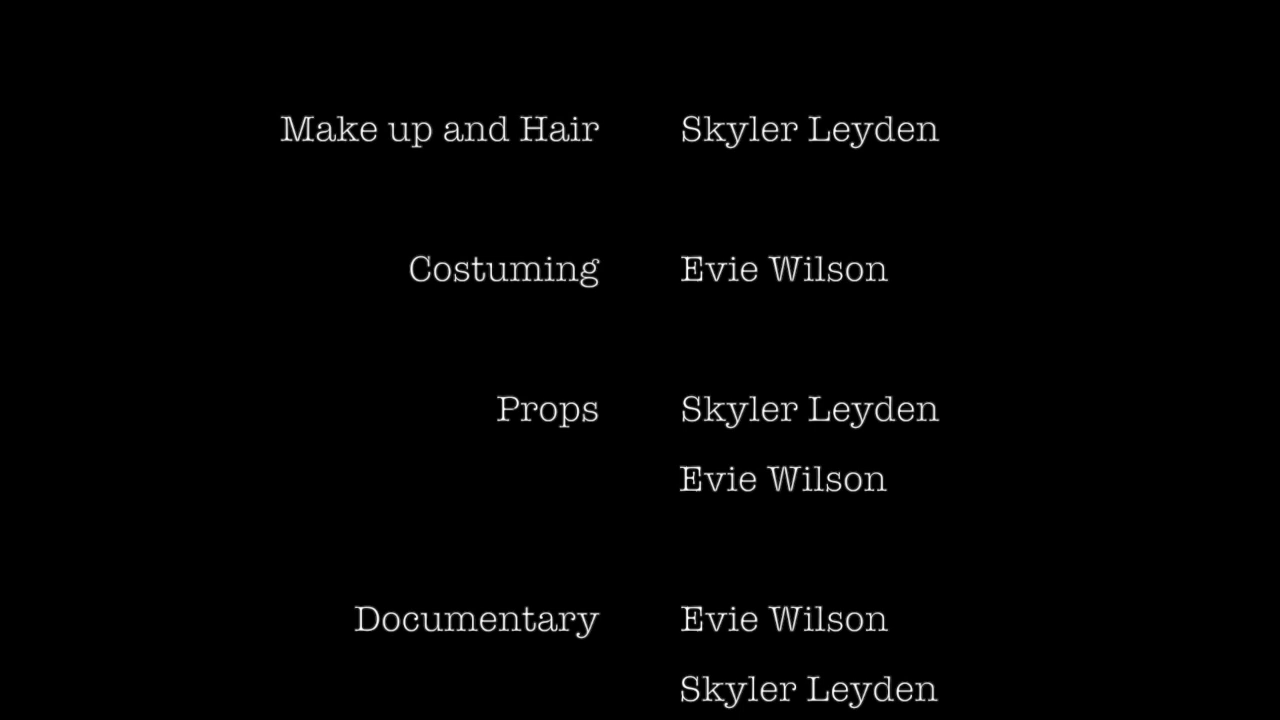 Make up and Hair Skyler Leyden
Costuming Evie Wilson
Props Skyler Leyden
Evie Wilson
Documentary Evie Wilson
Skyler Leyden